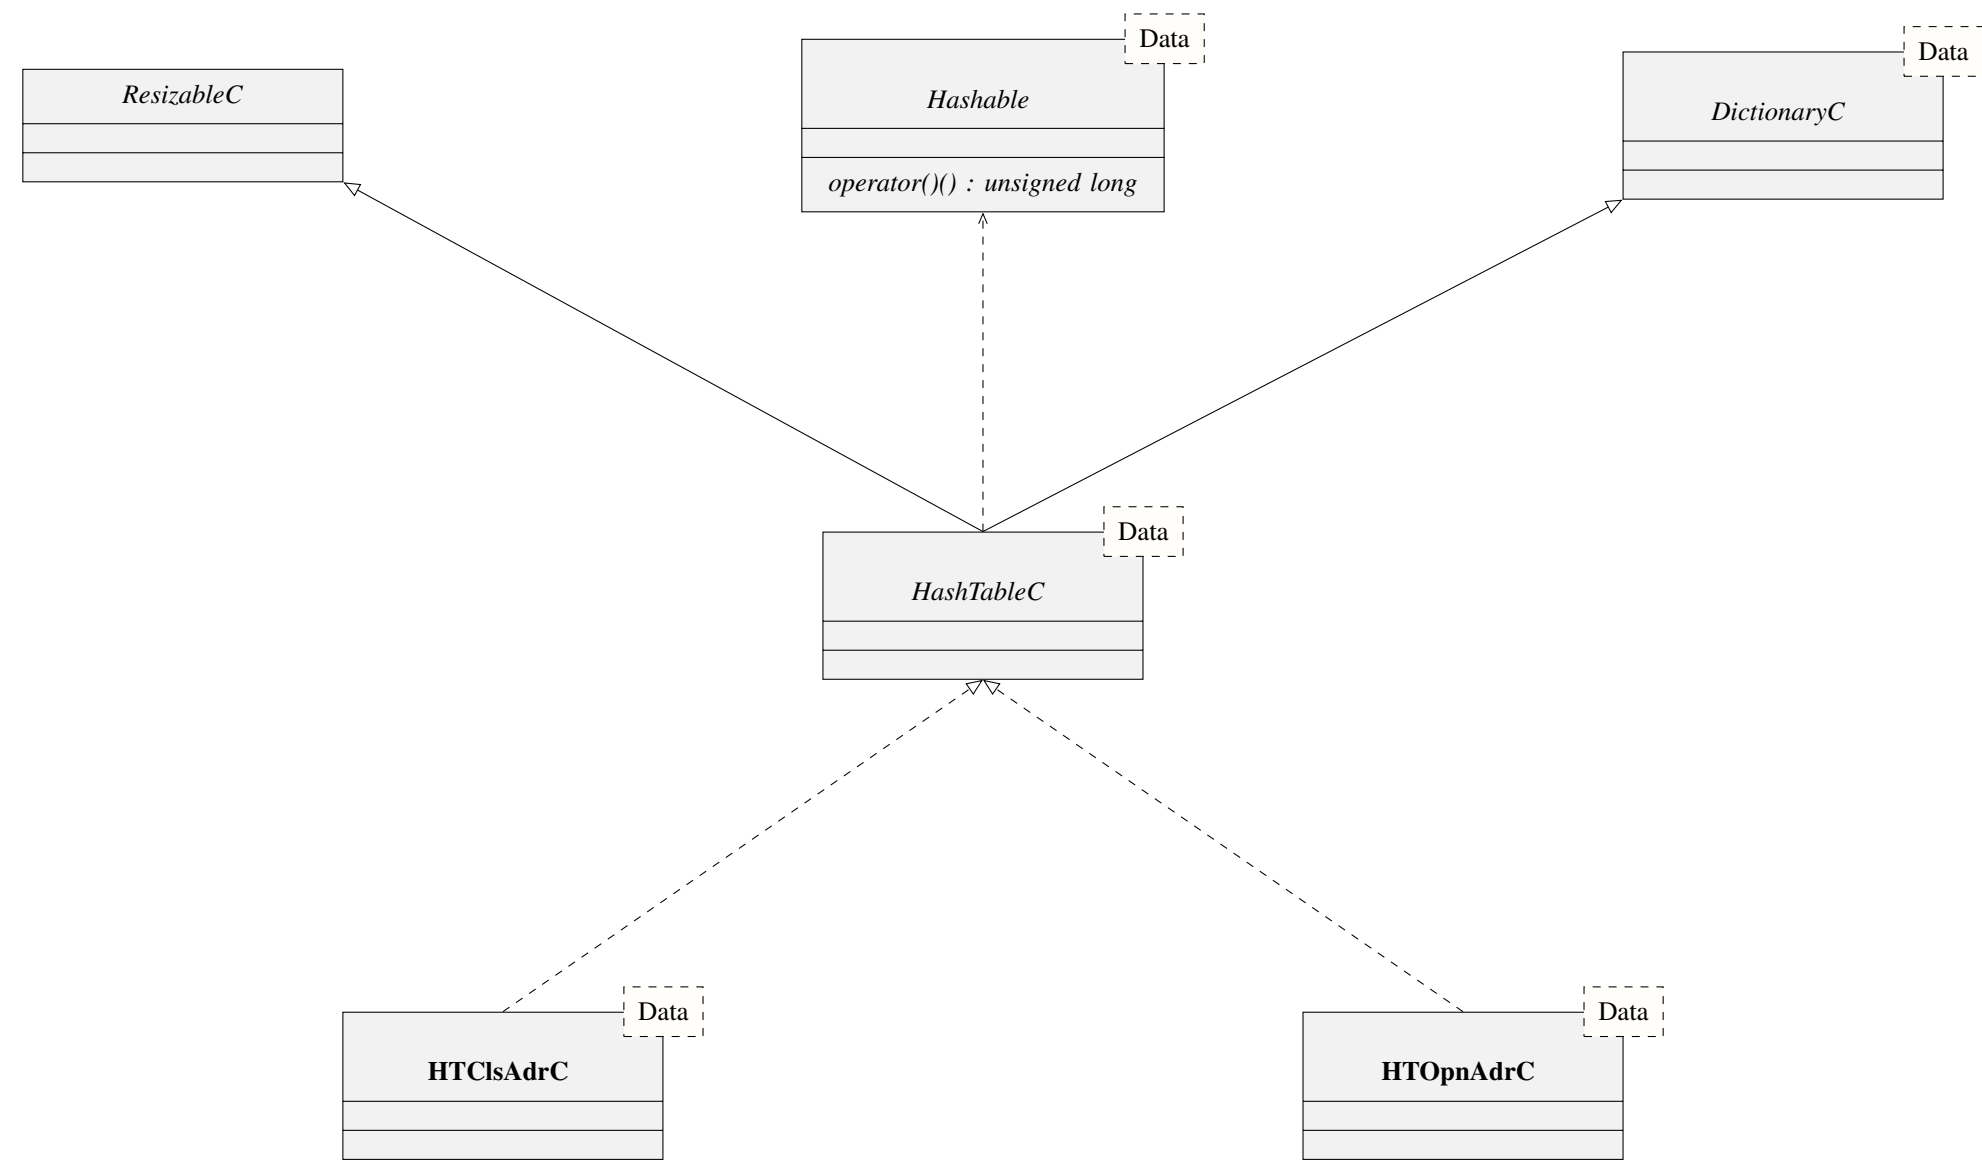 Data
Data
ResizableC
Hashable
DictionaryC
operator()() : unsigned long
Data
HashTableC
Data
Data
HTClsAdrC
HTOpnAdrC